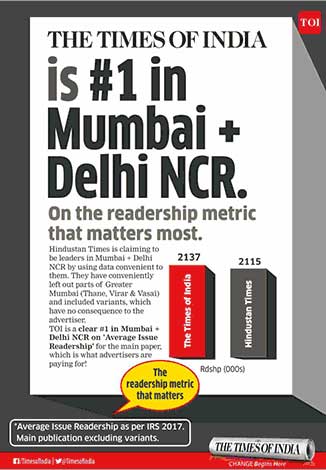 THE TIMES OF INDIA
TOI
is #1 in
Mumbai +
Delhi NCR.
On the readership metric
that matters most.
Hindustan Times is claiming to
be leaders in Mumbai + Delhi
NCR by using data convenient to
them. They have conveniently
left out parts of Greater
Mumbai (Thane, Virar & Vasai)
and included variants, which
have no consequence to the
advertiser.
TOI is a clear #1 in Mumbai +
Delhi NCR on 'Average Issue
Readership' for the main paper,
which is what advertisers are
paying for!
2137
2115
The Times of India
Hindustan Times
Rdshp (000s)
The
readership metric
that matters
*Average Issue Readership as per IRS 2017.
Main publication excluding variants.
/TimesofIndia | /TimesofIndia
THE TIMES OF INDIA
CHANGE Begins Here